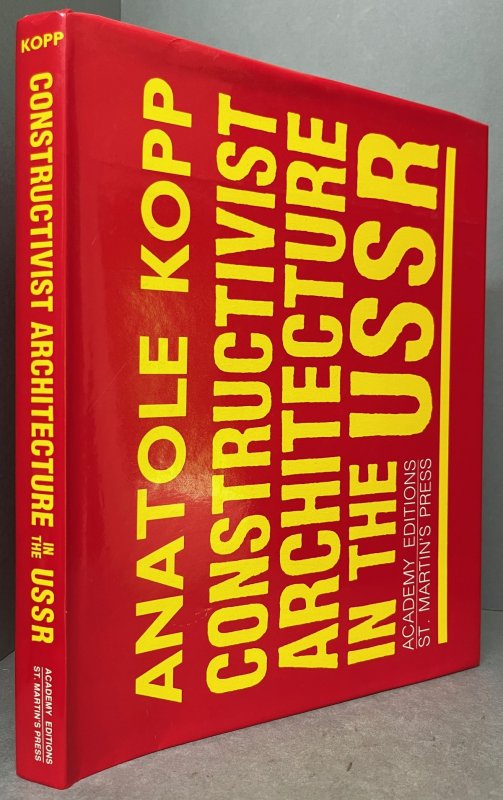 KOPP
CONSTRUCTIVIST ARCHITECTURE IN THE USSR
ACADEMY EDITIONS
ST. MARTIN'S PRESS
ANATOLE KOPP
CONSTRUCTIVIST
ARCHITECTURE
IN THE USSR
ACADEMY EDITIONS
ST. MARTIN'S PRESS